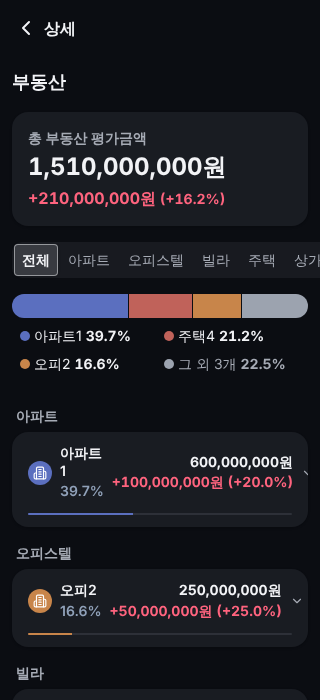 상세
부동산
총 부동산 평가금액
1,510,000,000원
+210,000,000원 (+16.2%)
전체 아파트 오피스텔 빌라 주택 상가
아파트1 39.7% 주택4 21.2%
오피2 16.6% 그 외 3개 22.5%
아파트
아파트
1
600,000,000원
39.7% +100,000,000원 (+20.0%)
오피스텔
오피2 250,000,000원
16.6% +50,000,000원 (+25.0%)
빌라